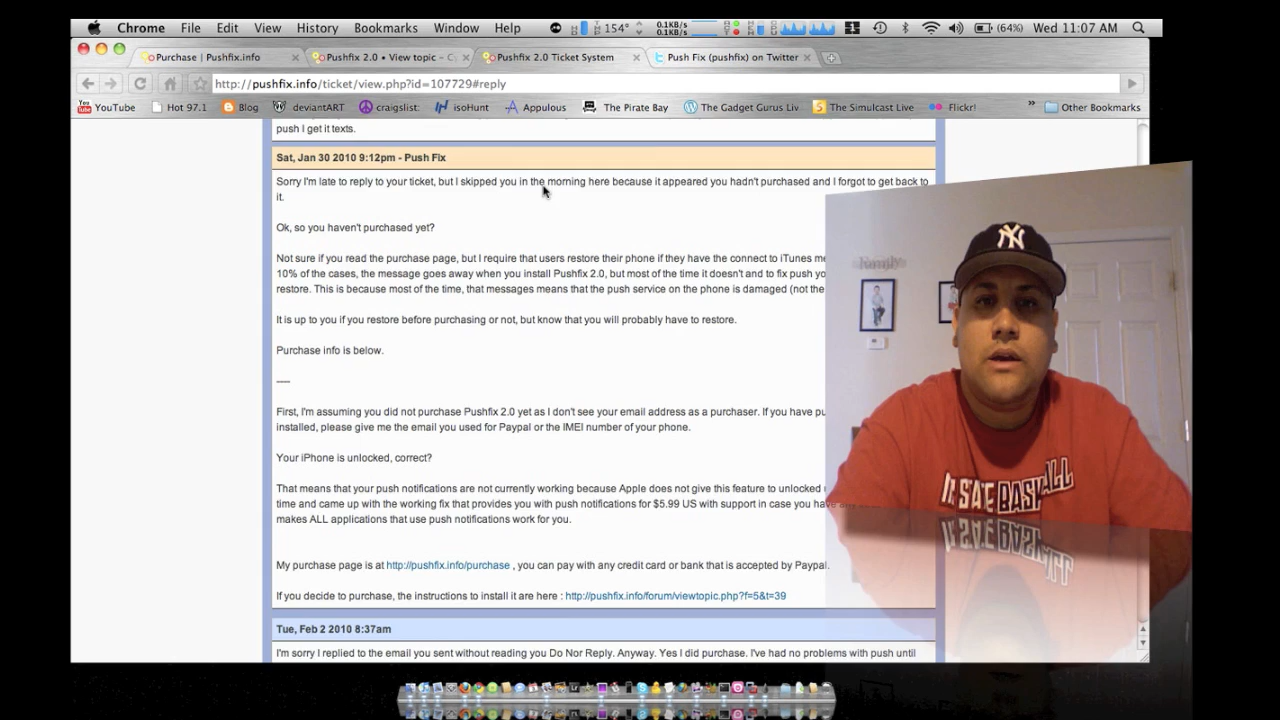 Chrome File Edit View History Bookmarks Window Help 154° 0.1KB/s 0.1KB/s (64%) Wed 11:07 AM
Purchase | Pushfix.info Pushfix 2.0 • View topic - Pushfix 2.0 Ticket System Push Fix (pushfix) on Twitter
http://pushfix.info/ticket/view.php?id=107729#reply
YouTube Hot 97.1 Blog deviantART craigslist: isoHunt Appulous The Pirate Bay The Gadget Gurus Liv The Simulcast Live Flickr! » Other Bookmarks
push I get it texts.
Sat, Jan 30 2010 9:12pm - Push Fix
Sorry I'm late to reply to your ticket, but I skipped you in the morning here because it appeared you hadn't purchased and I forgot to get back to
it.
Ok, so you haven't purchased yet?
Not sure if you read the purchase page, but I require that users restore their phone if they have the connect to iTunes me
10% of the cases, the message goes away when you install Pushfix 2.0, but most of the time it doesn't and to fix push yo
restore. This is because most of the time, that messages means that the push service on the phone is damaged (not the
It is up to you if you restore before purchasing or not, but know that you will probably have to restore.
Purchase info is below.
----
First, I'm assuming you did not purchase Pushfix 2.0 yet as I don't see your email address as a purchaser. If you have pu
installed, please give me the email you used for Paypal or the IMEI number of your phone.
Your iPhone is unlocked, correct?
That means that your push notifications are not currently working because Apple does not give this feature to unlocked
time and came up with the working fix that provides you with push notifications for $5.99 US with support in case you have
makes ALL applications that use push notifications work for you.
My purchase page is at http://pushfix.info/purchase , you can pay with any credit card or bank that is accepted by Paypal.
If you decide to purchase, the instructions to install it are here : http://pushfix.info/forum/viewtopic.php?f=5&t=39
Tue, Feb 2 2010 8:37am
I'm sorry I replied to the email you sent without reading you Do Nor Reply. Anyway. Yes I did purchase. I've had no problems with push until
Family
NY